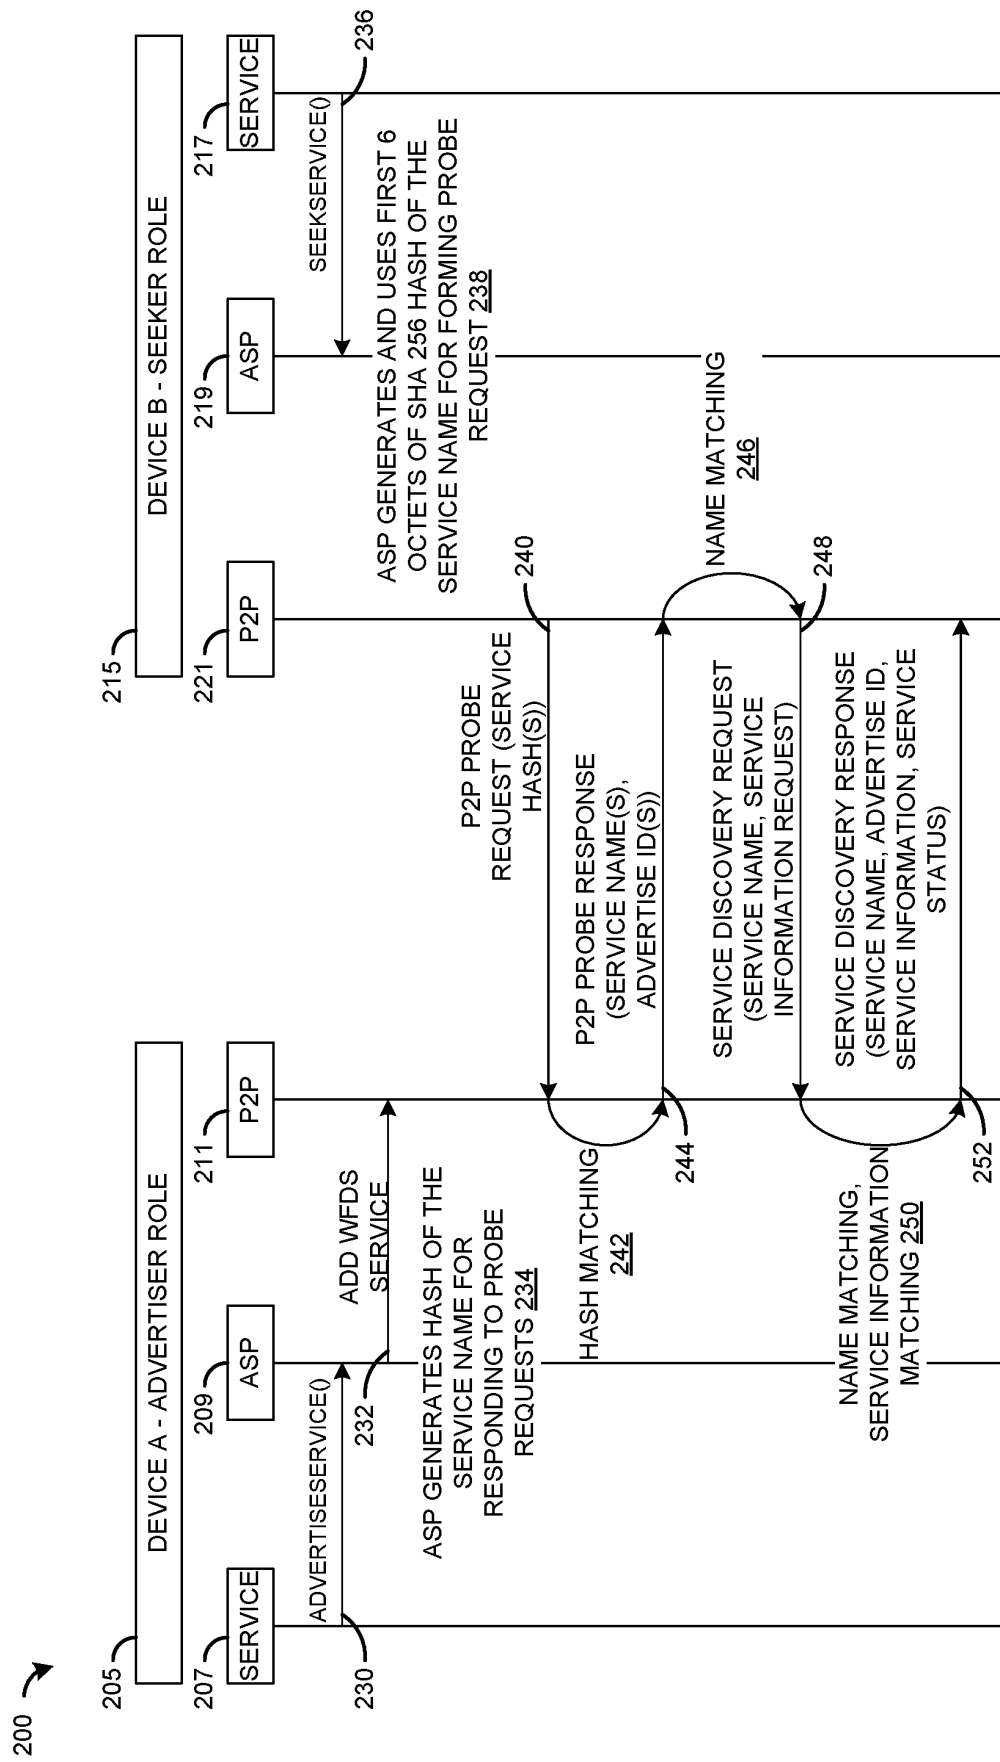 200
205
DEVICE A - ADVERTISER ROLE
215
DEVICE B - SEEKER ROLE
207
SERVICE
209
ASP
211
P2P
221
P2P
219
ASP
217
SERVICE
ADVERTISESERVICE()
230
ADD WFDS
SERVICE
232
SEEKSERVICE()
236
ASP GENERATES HASH OF THE
SERVICE NAME FOR
RESPONDING TO PROBE
REQUESTS 234
ASP GENERATES AND USES FIRST 6
OCTETS OF SHA 256 HASH OF THE
SERVICE NAME FOR FORMING PROBE
REQUEST 238
P2P PROBE
REQUEST (SERVICE
HASH(S))
240
HASH MATCHING
242
P2P PROBE RESPONSE
(SERVICE NAME(S),
ADVERTISE ID(S))
244
NAME MATCHING
246
SERVICE DISCOVERY REQUEST
(SERVICE NAME, SERVICE
INFORMATION REQUEST)
248
NAME MATCHING,
SERVICE INFORMATION
MATCHING 250
SERVICE DISCOVERY RESPONSE
(SERVICE NAME, ADVERTISE ID,
SERVICE INFORMATION, SERVICE
STATUS)
252